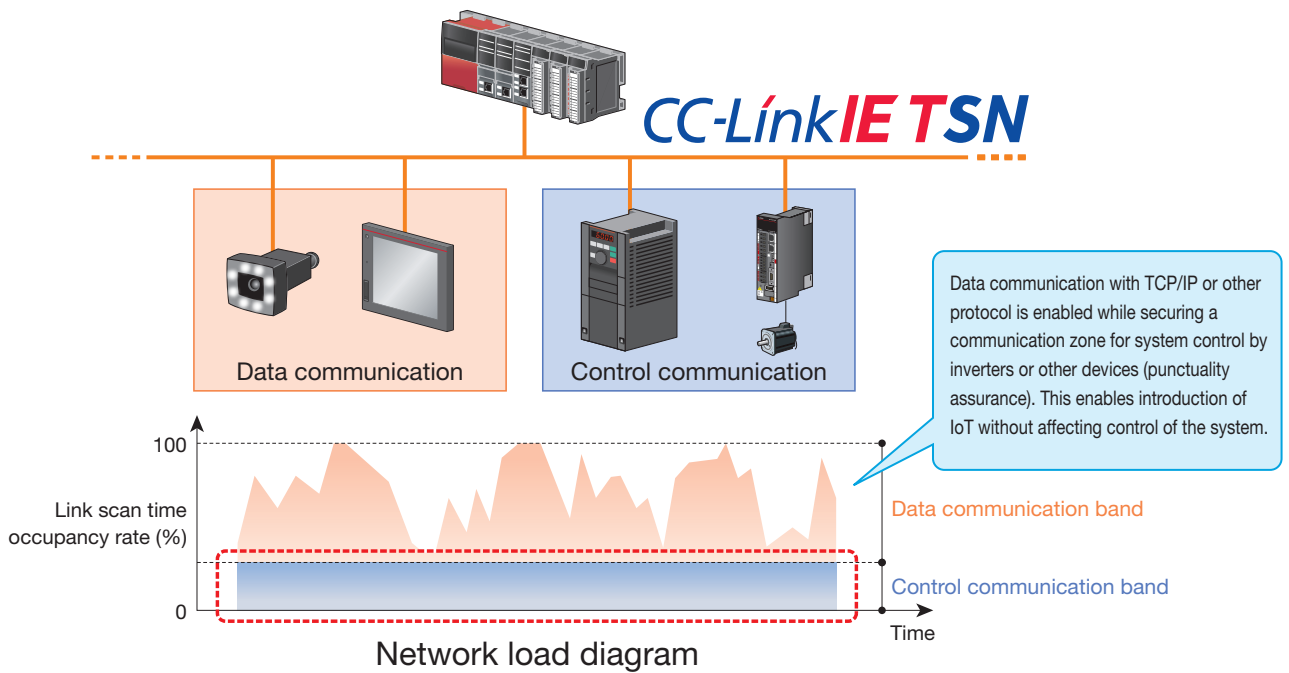 CC-Link IE TSN
Data communication
Control communication
Data communication with TCP/IP or other
protocol is enabled while securing a
communication zone for system control by
inverters or other devices (punctuality
assurance). This enables introduction of
IoT without affecting control of the system.
100
Link scan time
occupancy rate (%)
0
Data communication band
Control communication band
Time
Network load diagram